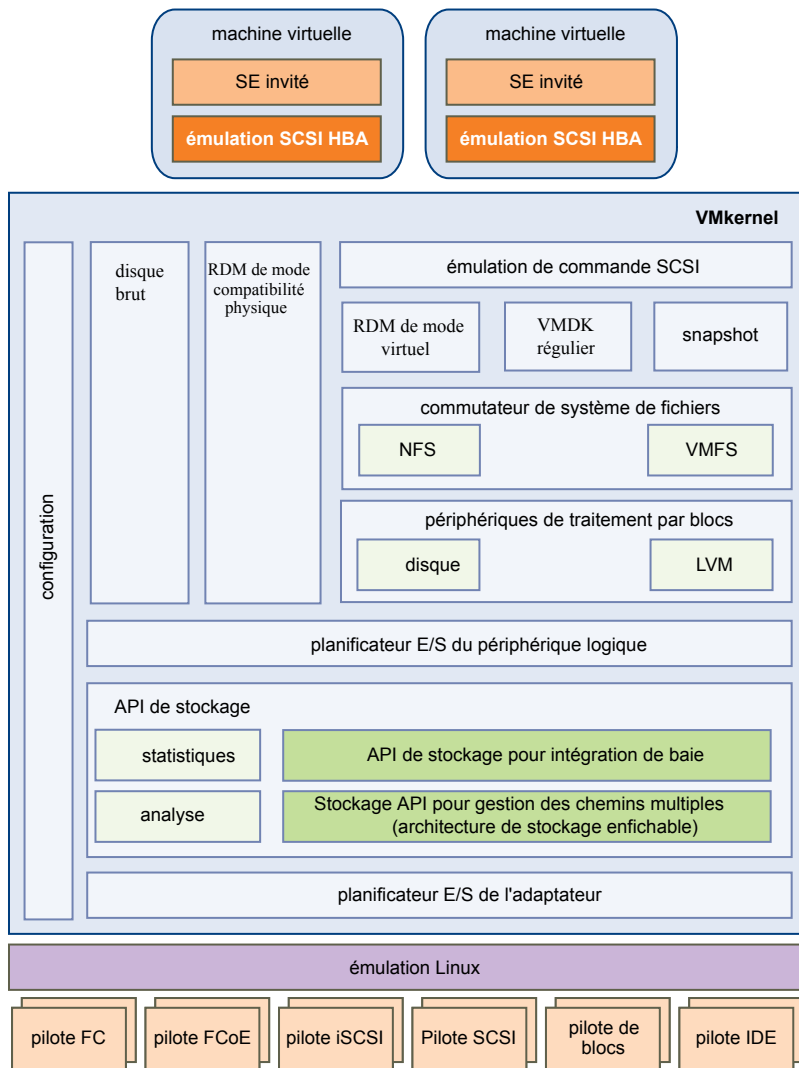 machine virtuelle
SE invité
émulation SCSI HBA
machine virtuelle
SE invité
émulation SCSI HBA
VMkernel
configuration
disque
brut
RDM de mode
compatibilité
physique
émulation de commande SCSI
RDM de mode
virtuel
VMDK
régulier
snapshot
commutateur de système de fichiers
NFS
VMFS
périphériques de traitement par blocs
disque
LVM
planificateur E/S du périphérique logique
API de stockage
statistiques
API de stockage pour intégration de baie
analyse
Stockage API pour gestion des chemins multiples
(architecture de stockage enfichable)
planificateur E/S de l'adaptateur
émulation Linux
pilote FC
pilote FCoE
pilote iSCSI
Pilote SCSI
pilote de
blocs
pilote IDE